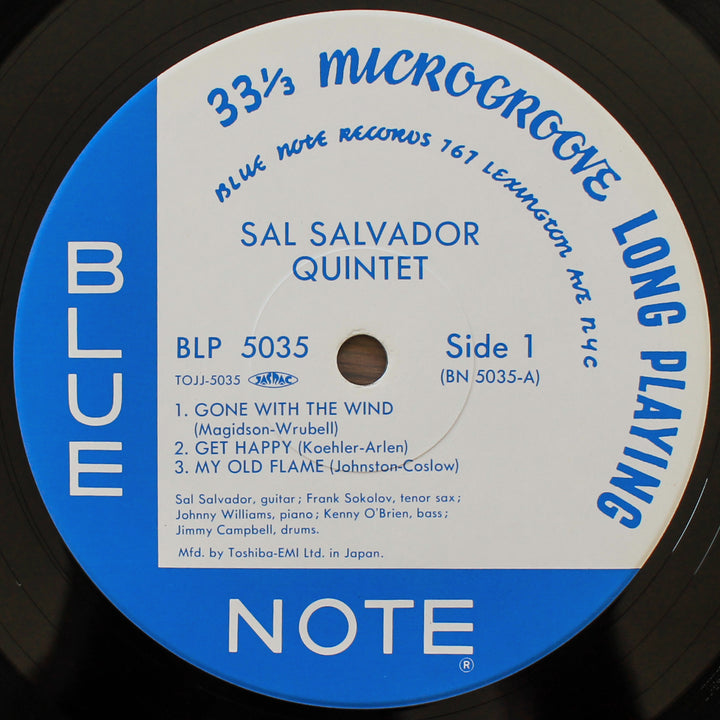 33⅓ MICROGROOVE LONG PLAYING
BLUE NOTE RECORDS 767 LEXINGTON AVE NYC
SAL SALVADOR
QUINTET
BLP 5035
Side 1
TOJJ-5035 JASRAC
(BN 5035-A)
1. GONE WITH THE WIND
(Magidson-Wrubell)
2. GET HAPPY (Koehler-Arlen)
3. MY OLD FLAME (Johnston-Coslow)
Sal Salvador, guitar; Frank Sokolov, tenor sax;
Johnny Williams, piano; Kenny O'Brien, bass;
Jimmy Campbell, drums.
Mfd. by Toshiba-EMI Ltd. in Japan.
BLUE
NOTE ®